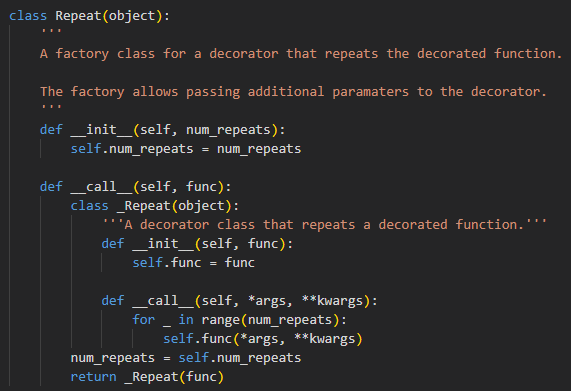 class Repeat(object):
    '''
    A factory class for a decorator that repeats the decorated function.

    The factory allows passing additional paramaters to the decorator.
    '''
    def __init__(self, num_repeats):
        self.num_repeats = num_repeats

    def __call__(self, func):
        class _Repeat(object):
            '''A decorator class that repeats a decorated function.'''
            def __init__(self, func):
                self.func = func

            def __call__(self, *args, **kwargs):
                for _ in range(num_repeats):
                    self.func(*args, **kwargs)
        num_repeats = self.num_repeats
        return _Repeat(func)